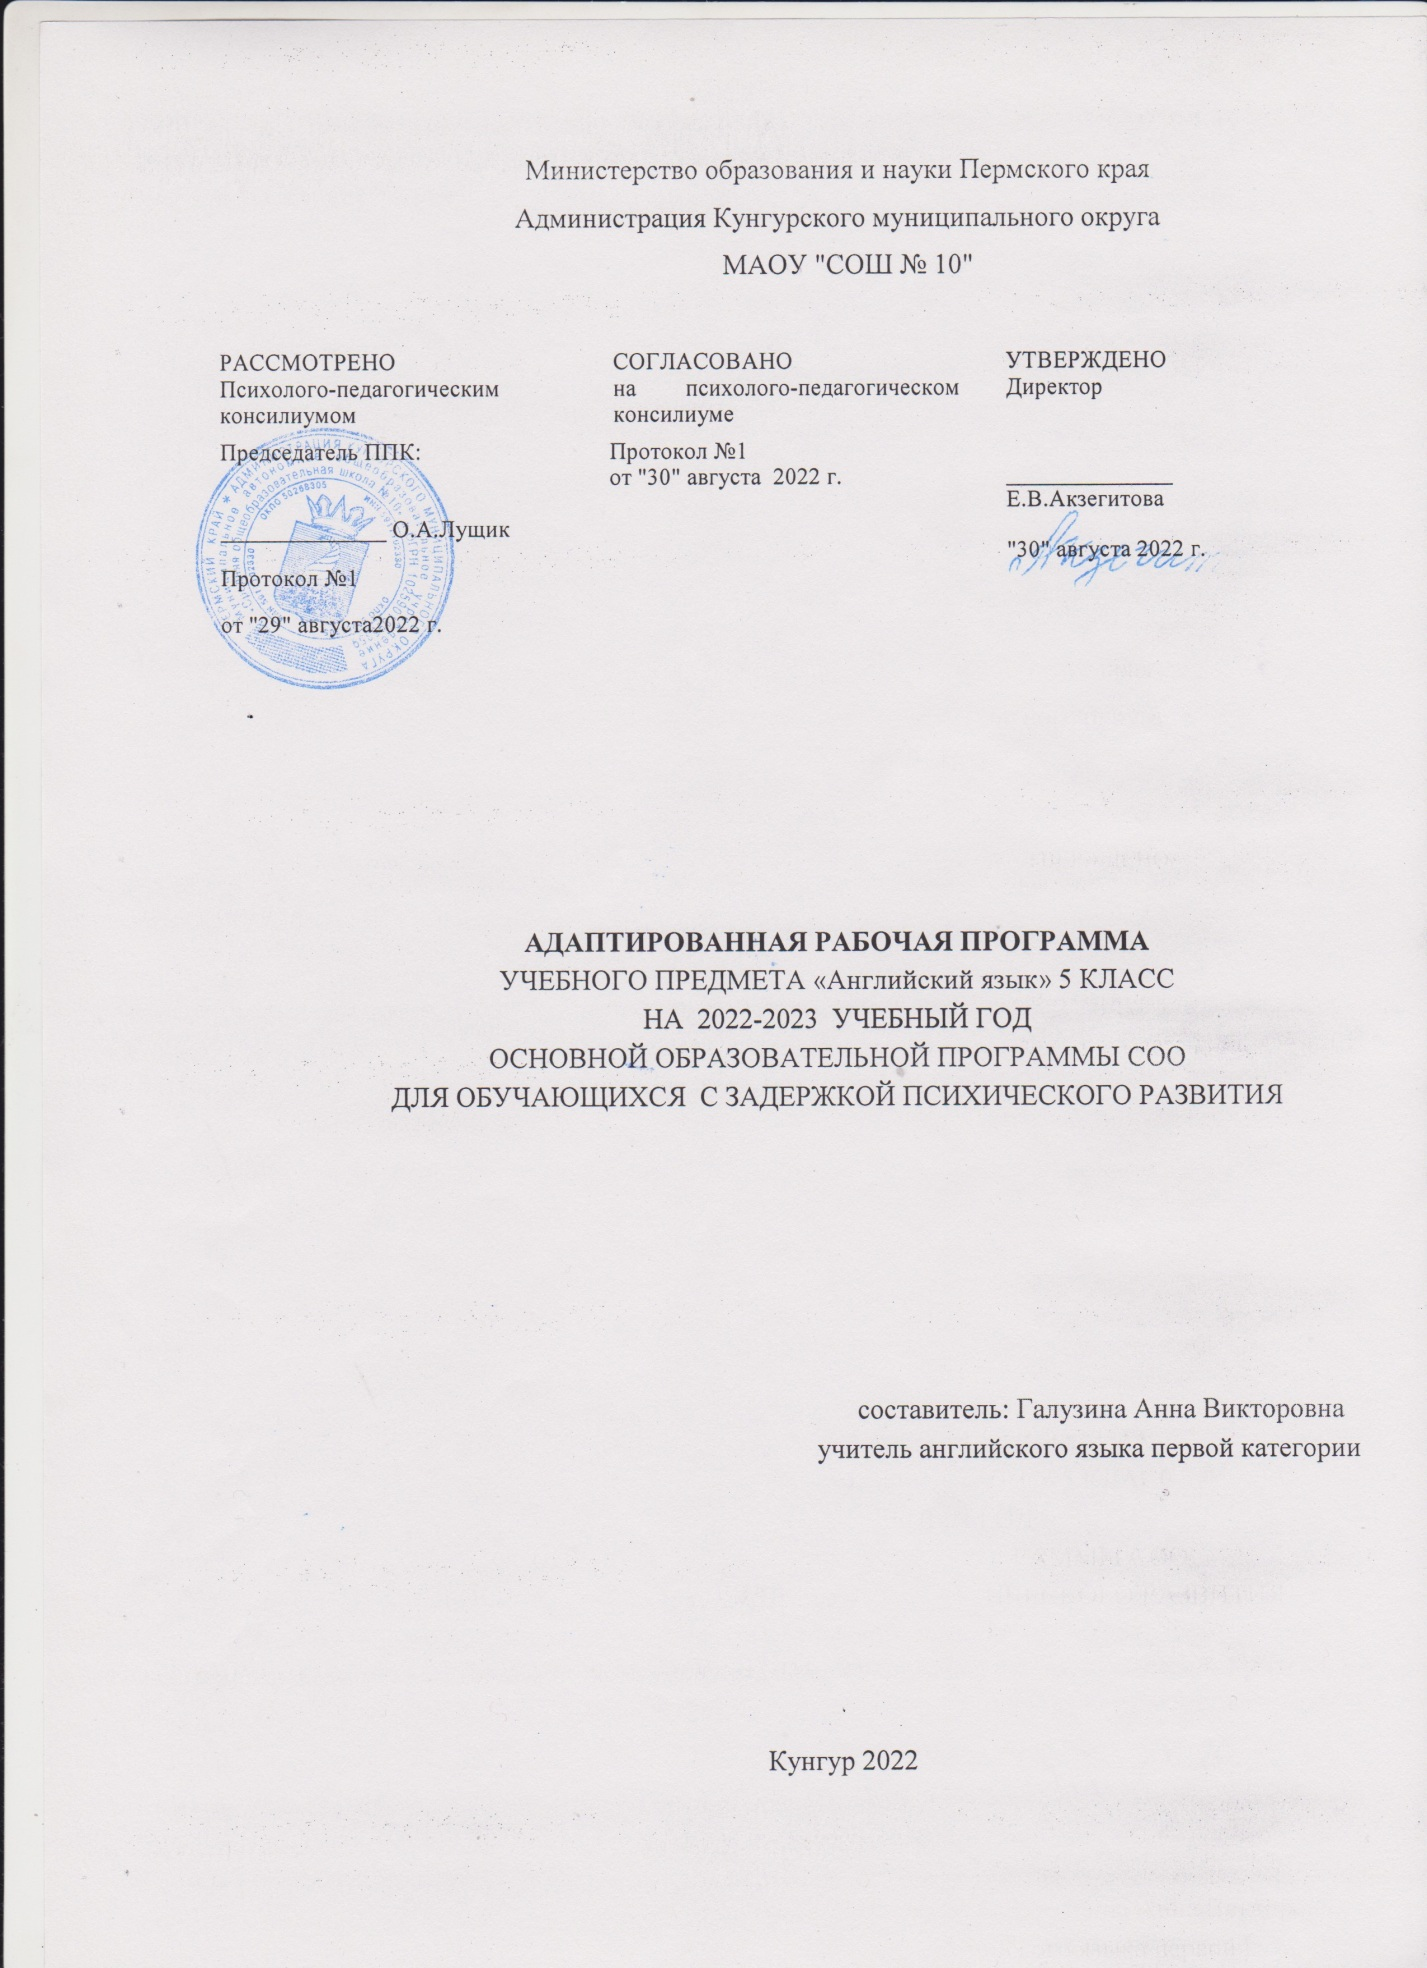 Министерство образования и науки Пермского края
Администрация Кунгурского муниципального округа
МАОУ "СОШ № 10"
РАССМОТРЕНО
Психолого-педагогическим
консилиумом
Председатель ППК:
О.А.Лущик
Протокол №1
от "29" августа2022 г.
СОГЛАСОВАНО
на психолого-педагогическом
консилиуме
Протокол №1
от "30" августа 2022 г.
УТВЕРЖДЕНО
Директор
Е.В.Акзегитова
"30" августа 2022 г.
АДАПТИРОВАННАЯ РАБОЧАЯ ПРОГРАММА
УЧЕБНОГО ПРЕДМЕТА «Английский язык» 5 КЛАСС
НА 2022-2023 УЧЕБНЫЙ ГОД
ОСНОВНОЙ ОБРАЗОВАТЕЛЬНОЙ ПРОГРАММЫ СОО
ДЛЯ ОБУЧАЮЩИХСЯ С ЗАДЕРЖКОЙ ПСИХИЧЕСКОГО РАЗВИТИЯ
составитель: Галузина Анна Викторовна
учитель английского языка первой категории
Кунгур 2022